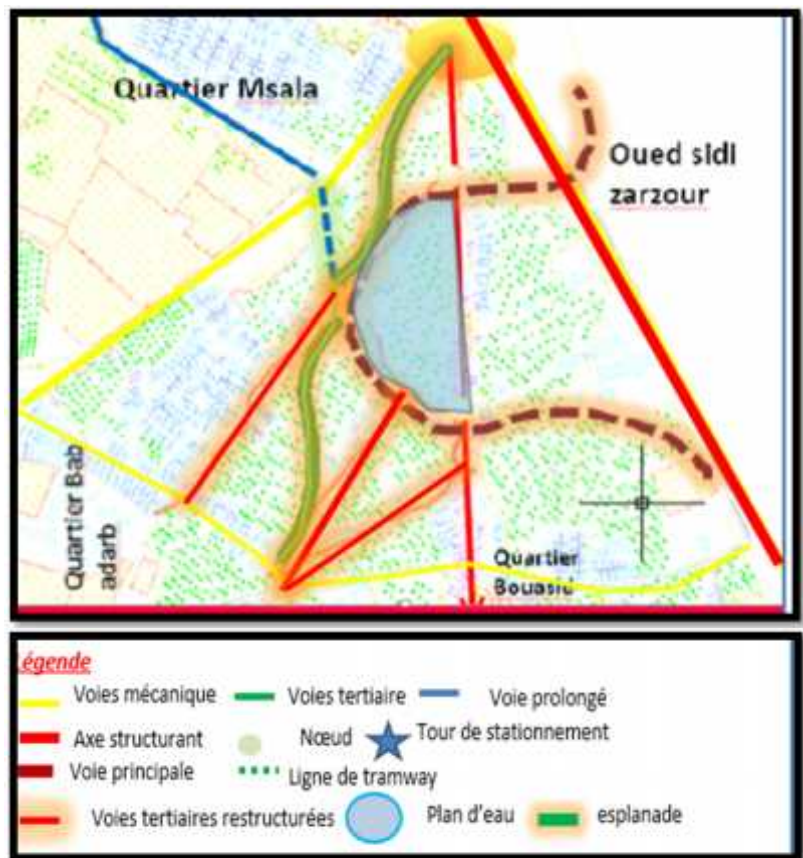 Quartier Msala
Oued sidi
zarzour
Quartier Bab
adarb
Quartier
Bouasid
Légende
Voies mécanique
Voies tertiaire
Voie prolongé
Axe structurant
Nœud
Tour de stationnement
Voie principale
Ligne de tramway
Voies tertiaires restructurées
Plan d'eau
esplanade